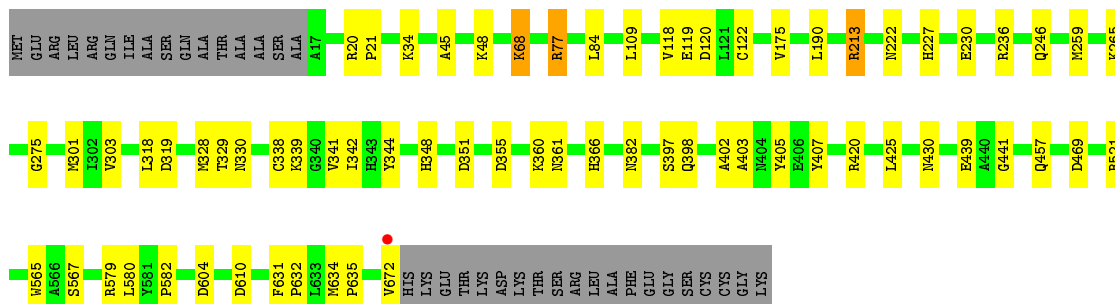 MET GLU ARG LEU ARG GLN ILE ALA SER GLN ALA THR ALA ALA SER ALA A17 R20 P21 K34 A45 K48 K68 R77 L84 L109 V118 E119 D120 L121 C122 V175 L190 R213 N222 H227 E230 R236 Q246 M259 K265
G275 M301 I302 V303 L318 D319 M328 T329 N330 C338 K339 G340 V341 I342 H343 Y344 H348 D351 D355 K360 N361 H366 N382 S397 Q398 A402 A403 N404 Y405 E406 Y407 R420 L425 N430 E439 A440 G441 Q457 D469
W565 A566 S567 R579 L580 Y581 P582 D604 D610 F631 P632 L633 M634 P635 V672 HIS LYS GLU THR LYS ASP LYS THR SER ARG LEU ALA PHE GLU GLY SER CYS CYS GLY LYS